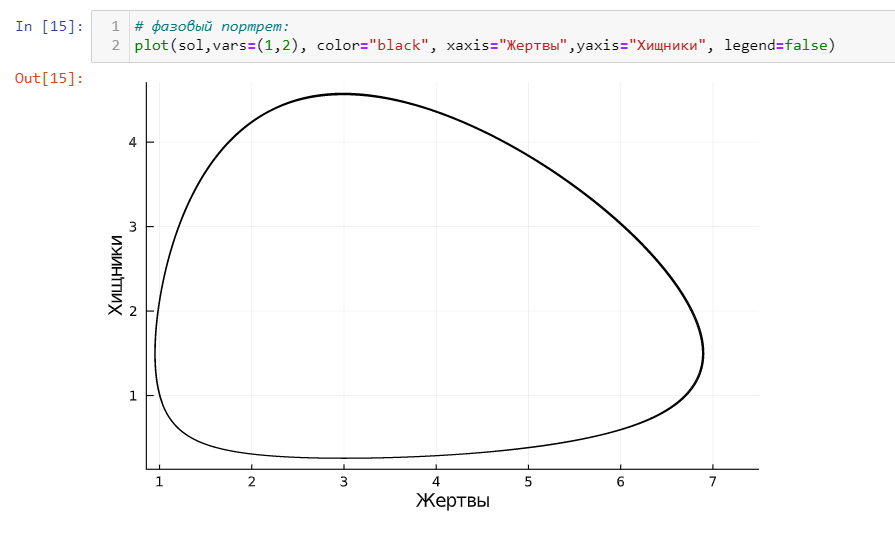 In [15]:
1 # фазовый портрет:
2 plot(sol,vars=(1,2), color="black", xaxis="Жертвы",yaxis="Хищники", legend=false)
Out[15]:
4
3
2
1
Хищники
1 2 3 4 5 6 7
Жертвы